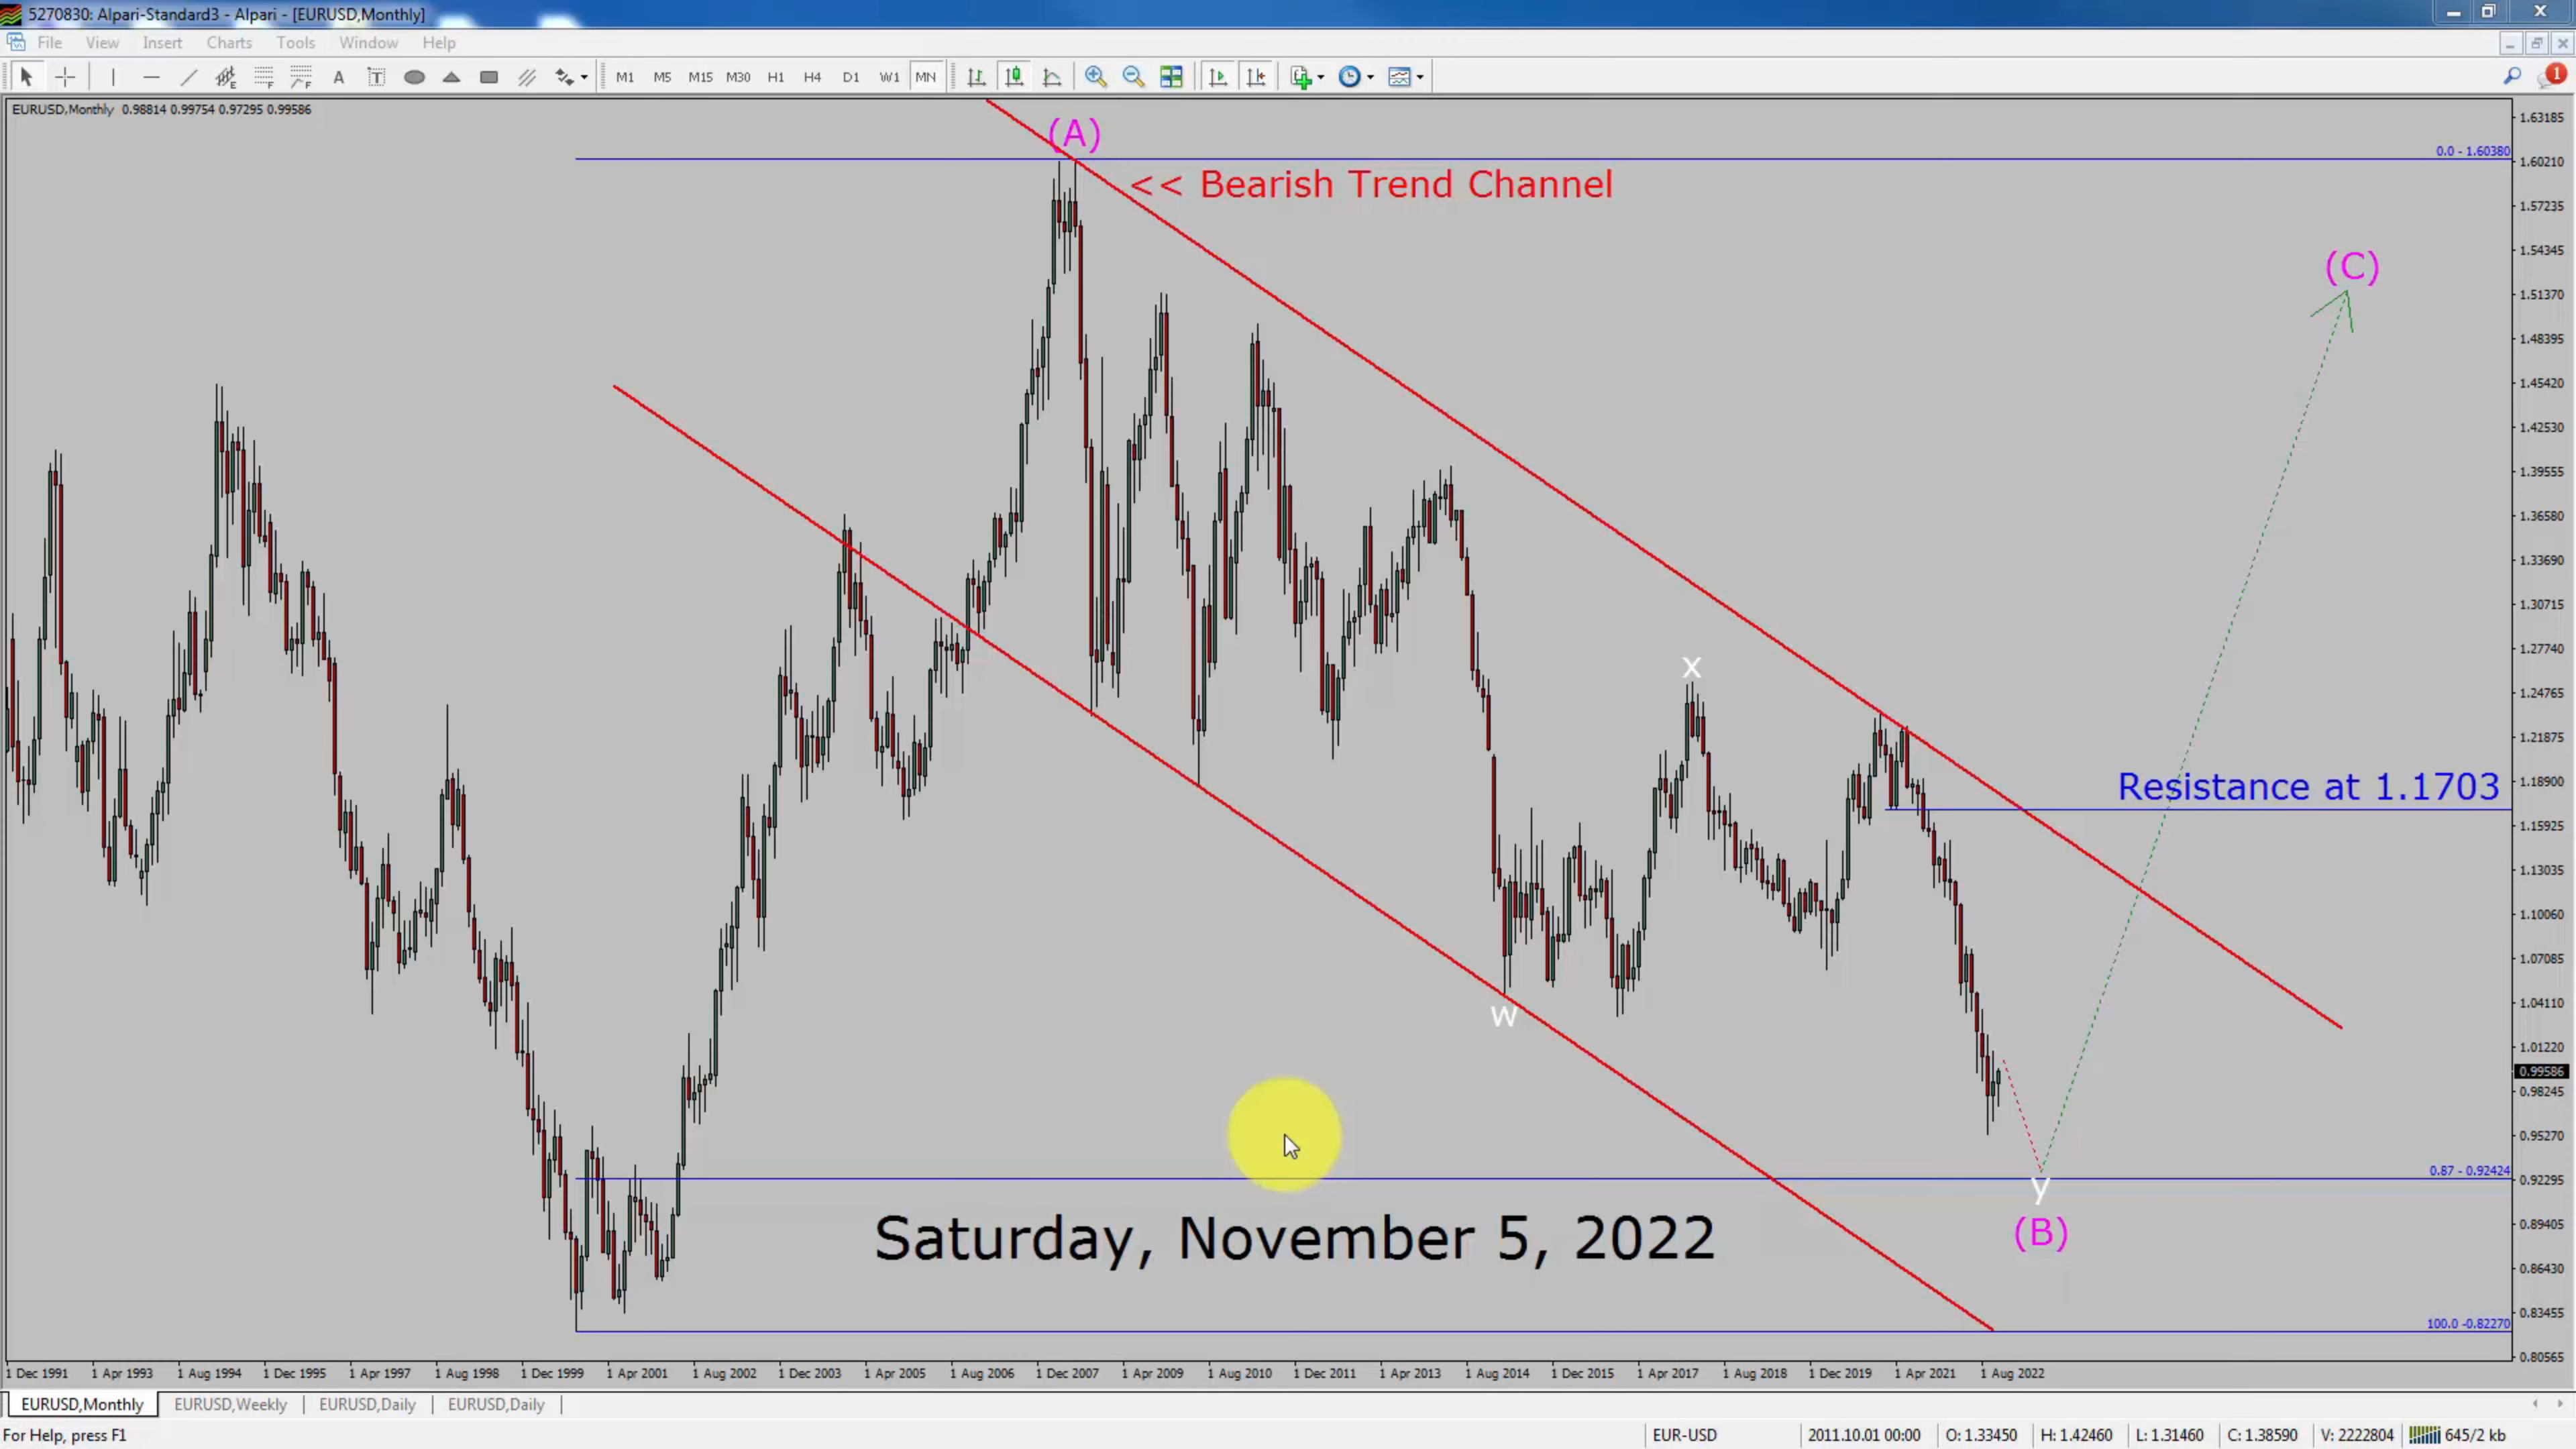 5270830: Alpari-Standard3 - Alpari - [EURUSD,Monthly]
File View Insert Charts Tools Window Help
A T M1 M5 M15 M30 H1 H4 D1 W1 MN 1
EURUSD,Monthly 0.98814 0.99754 0.97295 0.99586
1.63185
(A)
0.0 - 1.60380
1.60210
<< Bearish Trend Channel
1.57235
1.54345
(C)
1.51370
1.48395
1.45420
1.42530
1.39555
1.36580
1.33690
1.30715
1.27740
x
1.24765
1.21875
Resistance at 1.1703
1.18900
1.15925
1.13035
1.10060
1.07085
1.04110
w
1.01220
0.99586
0.98245
0.95270
0.87 - 0.92424
0.92295
y
(B)
Saturday, November 5, 2022
0.89405
0.86430
0.83455
100.0 -0.82270
0.80565
1 Dec 1991 1 Apr 1993 1 Aug 1994 1 Dec 1995 1 Apr 1997 1 Aug 1998 1 Dec 1999 1 Apr 2001 1 Aug 2002 1 Dec 2003 1 Apr 2005 1 Aug 2006 1 Dec 2007 1 Apr 2009 1 Aug 2010 1 Dec 2011 1 Apr 2013 1 Aug 2014 1 Dec 2015 1 Apr 2017 1 Aug 2018 1 Dec 2019 1 Apr 2021 1 Aug 2022
EURUSD,Monthly EURUSD,Weekly EURUSD,Daily EURUSD,Daily
For Help, press F1 EUR-USD 2011.10.01 00:00 O: 1.33450 H: 1.42460 L: 1.31460 C: 1.38590 V: 2222804 645/2 kb